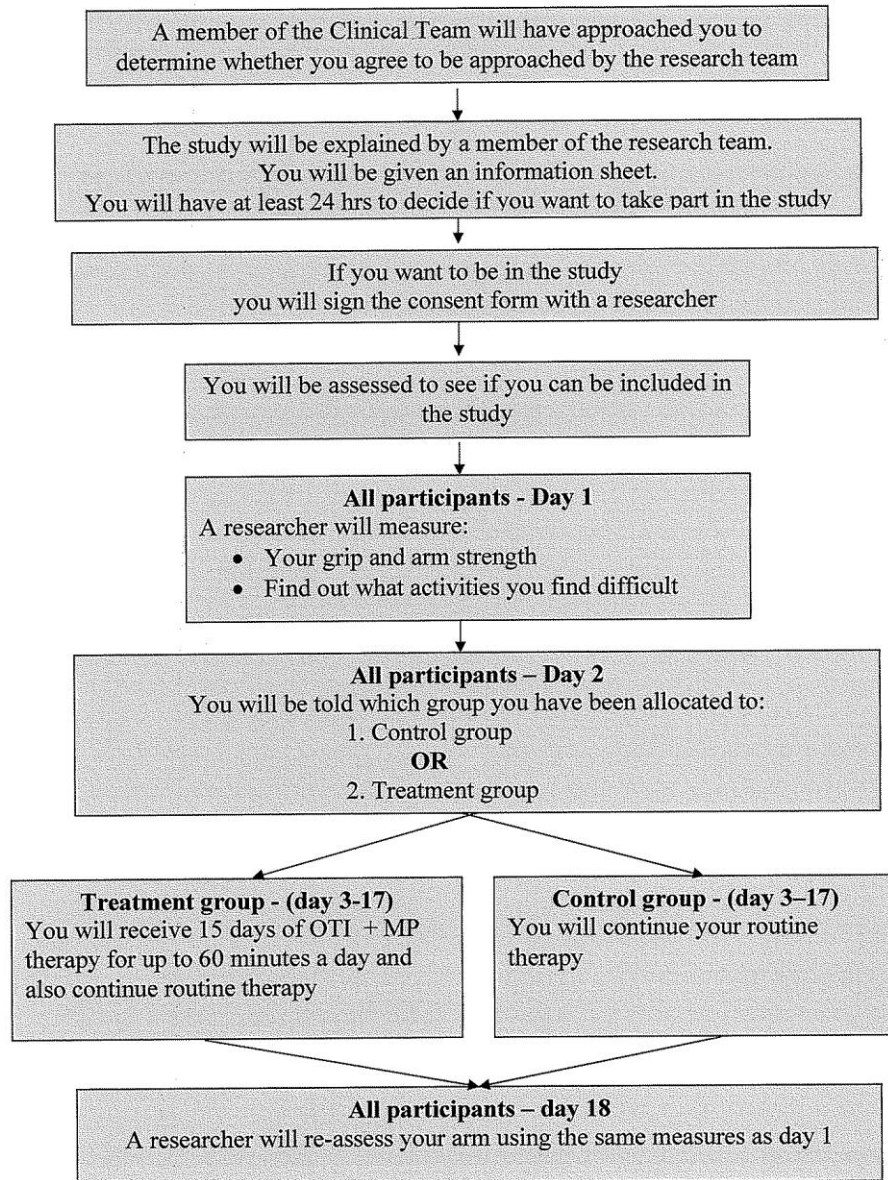 A member of the Clinical Team will have approached you to
determine whether you agree to be approached by the research team
The study will be explained by a member of the research team.
You will be given an information sheet.
You will have at least 24 hrs to decide if you want to take part in the study
If you want to be in the study
you will sign the consent form with a researcher
You will be assessed to see if you can be included in
the study
All participants - Day 1
A researcher will measure:
• Your grip and arm strength
• Find out what activities you find difficult
All participants – Day 2
You will be told which group you have been allocated to:
1. Control group
OR
2. Treatment group
Treatment group - (day 3-17)
You will receive 15 days of OTI + MP
therapy for up to 60 minutes a day and
also continue routine therapy
Control group - (day 3–17)
You will continue your routine
therapy
All participants – day 18
A researcher will re-assess your arm using the same measures as day 1